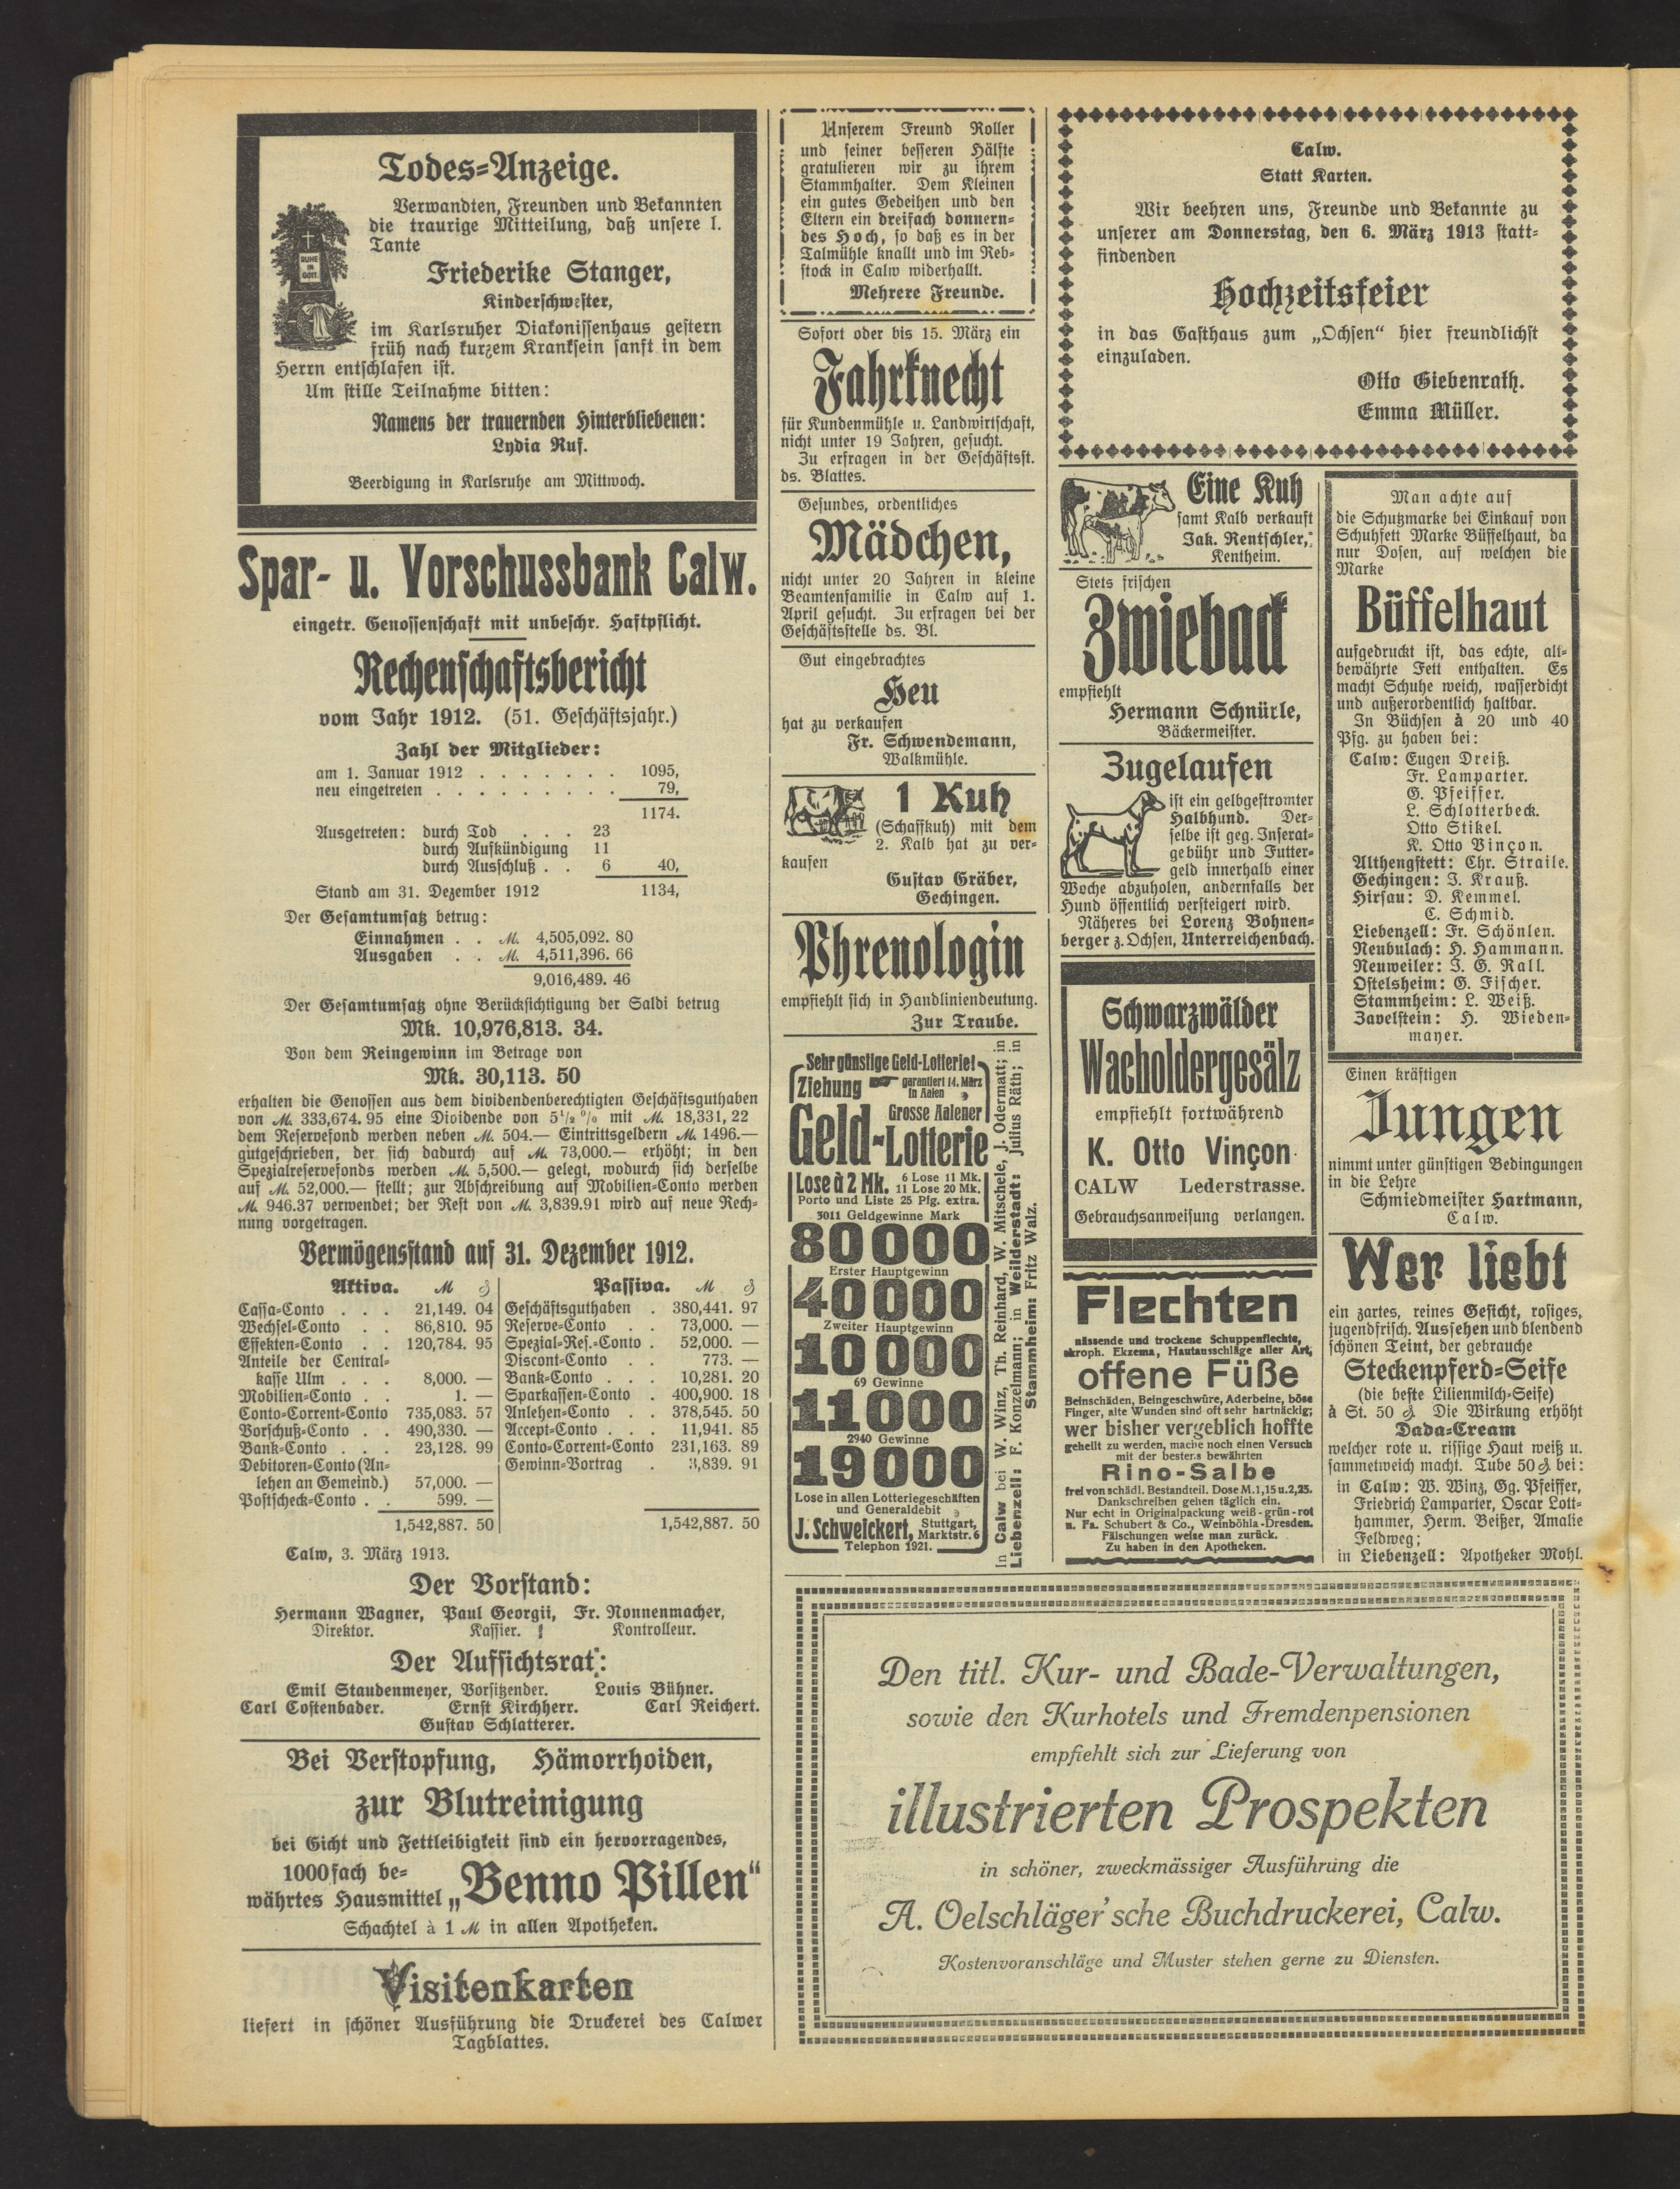 Todes-Anzeige.
Verwandten, Freunden und Bekannten
die traurige Mitteilung, daß unsere l.
Tante
RUHE
IN
GOTT.
Friederike Stanger,
Kinderschwester,
im Karlsruher Diakonissenhaus gestern
früh nach kurzem Kranksein sanft in dem
Herrn entschlafen ist.
Um stille Teilnahme bitten:
Namens der trauernden Hinterbliebenen:
Lydia Ruf.
Beerdigung in Karlsruhe am Mittwoch.
Spar- u. Vorschussbank Calw.
eingetr. Genossenschaft mit unbeschr. Haftpflicht.
Rechenschaftsbericht
vom Jahr 1912. (51. Geschäftsjahr.)
Zahl der Mitglieder:
am 1. Januar 1912 . . . . . . . 1095,
neu eingetreten . . . . . . . . . 79,
1174.
Ausgetreten: durch Tod . . . 23
durch Aufkündigung 11
durch Ausschluß . . 6 40,
Stand am 31. Dezember 1912 1134,
Der Gesamtumsatz betrug:
Einnahmen . . M. 4,505,092. 80
Ausgaben . . M. 4,511,396. 66
9,016,489. 46
Der Gesamtumsatz ohne Berücksichtigung der Saldi betrug
Mk. 10,976,813. 34.
Von dem Reingewinn im Betrage von
Mk. 30,113. 50
erhalten die Genossen aus dem dividendenberechtigten Geschäftsguthaben
von M. 333,674. 95 eine Dividende von 5½ % mit M. 18,331, 22
dem Reservefond werden neben M. 504.— Eintrittsgeldern M. 1496.—
gutgeschrieben, der sich dadurch auf M. 73,000.— erhöht; in den
Spezialreservefonds werden M. 5,500.— gelegt, wodurch sich derselbe
auf M. 52,000.— stellt; zur Abschreibung auf Mobilien-Conto werden
M. 946.37 verwendet; der Rest von M. 3,839.91 wird auf neue Rech-
nung vorgetragen.
Vermögensstand auf 31. Dezember 1912.
Aktiva. M ₰ Passiva. M ₰
Cassa-Conto . . . 21,149. 04 Geschäftsguthaben . 380,441. 97
Wechsel-Conto . . 86,810. 95 Reserve-Conto . . 73,000. —
Effekten-Conto . . 120,784. 95 Spezial-Res.-Conto . 52,000. —
Anteile der Central- Discont-Conto . . 773. —
kasse Ulm . . . 8,000. — Bank-Conto . . . 10,281. 20
Mobilien-Conto . 1. — Sparkassen-Conto . 400,900. 18
Conto-Corrent-Conto 735,083. 57 Anlehen-Conto . . 378,545. 50
Vorschuß-Conto . . 490,330. — Accept-Conto . . . 11,941. 85
Bank-Conto . . . 23,128. 99 Conto-Corrent-Conto 231,163. 89
Debitoren-Conto (An- Gewinn-Vortrag . 3,839. 91
lehen an Gemeind.) 57,000. —
Postscheck-Conto . . 599. —
1,542,887. 50 1,542,887. 50
Calw, 3. März 1913.
Der Vorstand:
Hermann Wagner, Paul Georgii, Fr. Nonnenmacher,
Direktor. Kassier. Kontrolleur.
Der Aufsichtsrat:
Emil Staudenmeyer, Vorsitzender. Louis Bühner.
Carl Costenbader. Ernst Kirchherr. Carl Reichert.
Gustav Schlatterer.
Bei Verstopfung, Hämorrhoiden,
zur Blutreinigung
bei Gicht und Fettleibigkeit sind ein hervorragendes,
1000fach be-
währtes Hausmittel „Benno Pillen“
Schachtel à 1 M in allen Apotheken.
Visitenkarten
liefert in schöner Ausführung die Druckerei des Calwer
Tagblattes.
Unserem Freund Roller
und seiner besseren Hälfte
gratulieren wir zu ihrem
Stammhalter. Dem Kleinen
ein gutes Gedeihen und den
Eltern ein dreifach donnern-
des Hoch, so daß es in der
Talmühle knallt und im Reb-
stock in Calw widerhallt.
Mehrere Freunde.
Sofort oder bis 15. März ein
Fahrknecht
für Kundenmühle u. Landwirtschaft,
nicht unter 19 Jahren, gesucht.
Zu erfragen in der Geschäftsst.
ds. Blattes.
Gesundes, ordentliches
Mädchen,
nicht unter 20 Jahren in kleine
Beamtenfamilie in Calw auf 1.
April gesucht. Zu erfragen bei der
Geschäftsstelle ds. Bl.
Gut eingebrachtes
Heu
hat zu verkaufen
Fr. Schwendemann,
Walkmühle.
1 Kuh
(Schaffkuh) mit dem
2. Kalb hat zu ver-
kaufen
Gustav Gräber,
Gechingen.
Phrenologin
empfiehlt sich in Handliniendeutung.
Zur Traube.
Sehr günstige Geld-Lotterie!
Ziehung garantiert 14. März
in Aalen
Grosse Aalener
Geld-Lotterie
Lose à 2 Mk. 6 Lose 11 Mk.
11 Lose 20 Mk.
Porto und Liste 25 Pfg. extra.
3011 Geldgewinne Mark
80000
Erster Hauptgewinn
40000
Zweiter Hauptgewinn
10000
69 Gewinne
11000
2940 Gewinne
19000
Lose in allen Lotteriegeschäften
und Generaldebit
J. Schweickert, Stuttgart,
Marktstr. 6
Telephon 1921.
In Calw bei W. Winz, Th. Reinhard, W. Mitschele, J. Odermatt; in
Liebenzell: F. Konzelmann; in Weilderstadt: Julius Räth; in
Stammheim: Fritz Walz.
Calw.
Statt Karten.
Wir beehren uns, Freunde und Bekannte zu
unserer am Donnerstag, den 6. März 1913 statt-
findenden
Hochzeitsfeier
in das Gasthaus zum „Ochsen“ hier freundlichst
einzuladen.
Otto Giebenrath.
Emma Müller.
Eine Kuh
samt Kalb verkauft
Jak. Rentschler,
Kentheim.
Stets frischen
Zwieback
empfiehlt
Hermann Schnürle,
Bäckermeister.
Zugelaufen
ist ein gelbgestromter
Halbhund. Der-
selbe ist geg. Inserat-
gebühr und Futter-
geld innerhalb einer
Woche abzuholen, andernfalls der
Hund öffentlich versteigert wird.
Näheres bei Lorenz Bohnen-
berger z. Ochsen, Unterreichenbach.
Schwarzwälder
Wacholdergesälz
empfiehlt fortwährend
K. Otto Vinçon
CALW Lederstrasse.
Gebrauchsanweisung verlangen.
Flechten
nässende und trockene Schuppenflechte,
skroph. Ekzema, Hautausschläge aller Art,
offene Füße
Beinschäden, Beingeschwüre, Aderbeine, böse
Finger, alte Wunden sind oft sehr hartnäckig;
wer bisher vergeblich hoffte
geheilt zu werden, mache noch einen Versuch
mit der bestens bewährten
Rino-Salbe
frei von schädl. Bestandteil. Dose M. 1,15 u. 2,25.
Dankschreiben gehen täglich ein.
Nur echt in Originalpackung weiß-grün-rot
u. Fa. Schubert & Co., Weinböhla-Dresden.
Fälschungen weise man zurück.
Zu haben in den Apotheken.
Man achte auf
die Schutzmarke bei Einkauf von
Schuhfett Marke Büffelhaut, da
nur Dosen, auf welchen die
Marke
Büffelhaut
aufgedruckt ist, das echte, alt-
bewährte Fett enthalten. Es
macht Schuhe weich, wasserdicht
und außerordentlich haltbar.
In Büchsen à 20 und 40
Pfg. zu haben bei:
Calw: Eugen Dreiß.
Fr. Lamparter.
G. Pfeiffer.
L. Schlotterbeck.
Otto Stikel.
K. Otto Vinçon.
Althengstett: Chr. Straile.
Gechingen: J. Krauß.
Hirsau: D. Kemmel.
C. Schmid.
Liebenzell: Fr. Schönlen.
Neubulach: H. Hammann.
Neuweiler: J. G. Rall.
Ostelsheim: G. Fischer.
Stammheim: L. Weiß.
Zavelstein: H. Wieden-
mayer.
Einen kräftigen
Jungen
nimmt unter günstigen Bedingungen
in die Lehre
Schmiedmeister Hartmann,
Calw.
Wer liebt
ein zartes, reines Gesicht, rosiges,
jugendfrisch. Aussehen und blendend
schönen Teint, der gebrauche
Steckenpferd-Seife
(die beste Lilienmilch-Seife)
à St. 50 ₰. Die Wirkung erhöht
Dada-Cream
welcher rote u. rissige Haut weiß u.
sammetweich macht. Tube 50 ₰ bei:
in Calw: W. Winz, Gg. Pfeiffer,
Friedrich Lamparter, Oscar Lott-
hammer, Herm. Beißer, Amalie
Feldweg;
in Liebenzell: Apotheker Mohl.
Den titl. Kur- und Bade-Verwaltungen,
sowie den Kurhotels und Fremdenpensionen
empfiehlt sich zur Lieferung von
illustrierten Prospekten
in schöner, zweckmässiger Ausführung die
A. Oelschläger'sche Buchdruckerei, Calw.
Kostenvoranschläge und Muster stehen gerne zu Diensten.